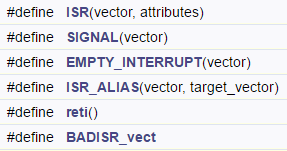 #define ISR(vector, attributes)
#define SIGNAL(vector)
#define EMPTY_INTERRUPT(vector)
#define ISR_ALIAS(vector, target_vector)
#define reti()
#define BADISR_vect